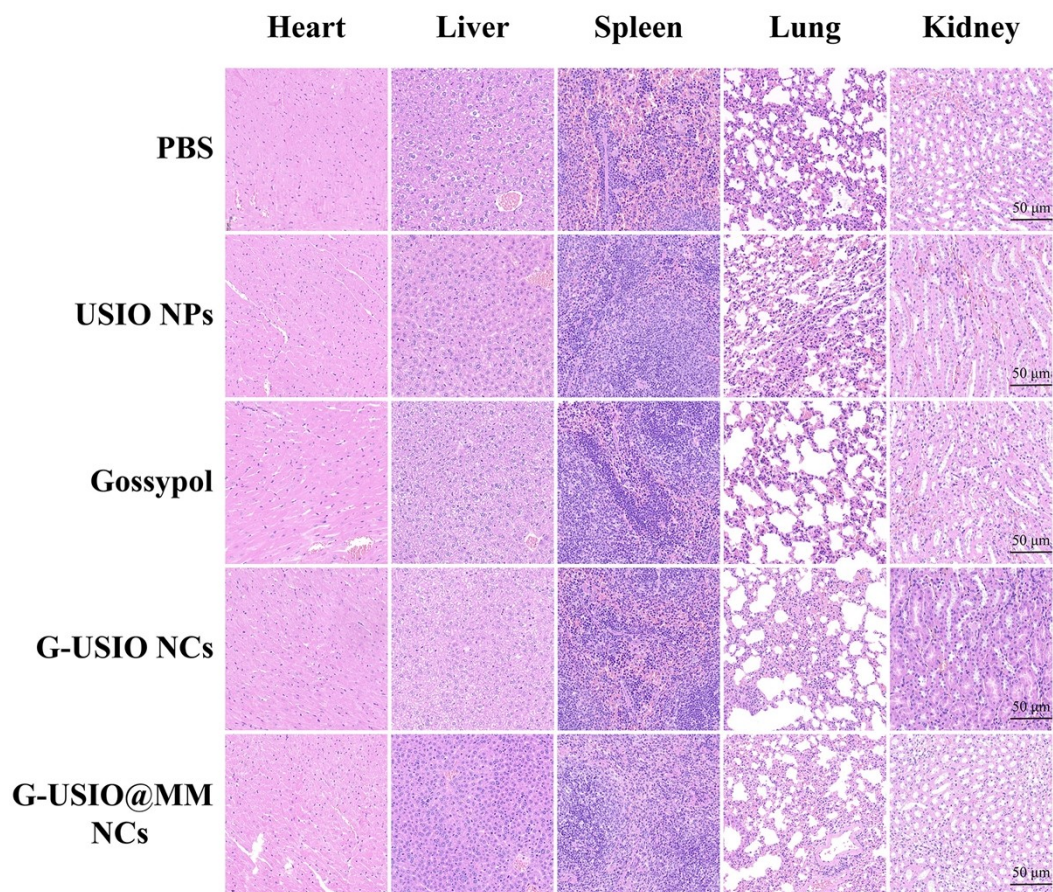 Heart Liver Spleen Lung Kidney
PBS
50 μm
USIO NPs
50 μm
Gossypol
50 μm
G-USIO NCs
50 μm
G-USIO@MM
NCs
50 μm